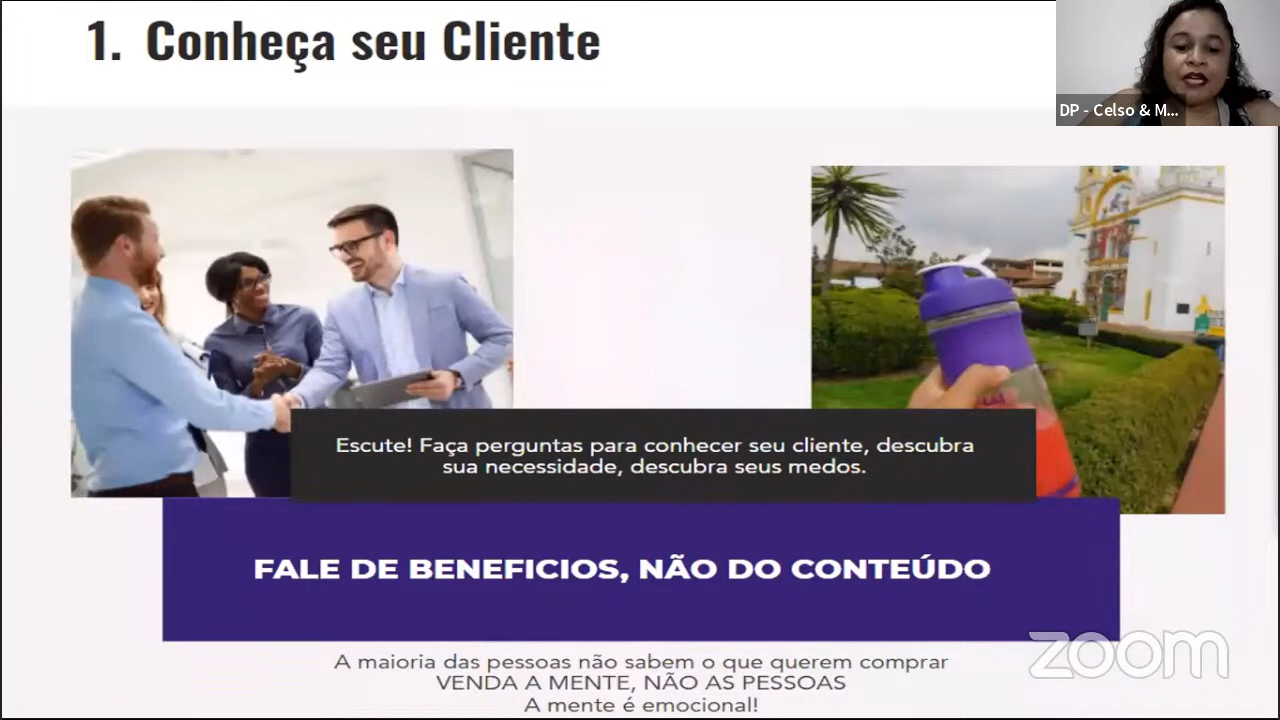 1. Conheça seu Cliente
DP - Celso & M...
Escute! Faça perguntas para conhecer seu cliente, descubra
sua necessidade, descubra seus medos.
FALE DE BENEFICIOS, NÃO DO CONTEÚDO
zoom
A maioria das pessoas não sabem o que querem comprar
VENDA A MENTE, NÃO AS PESSOAS
A mente é emocional!